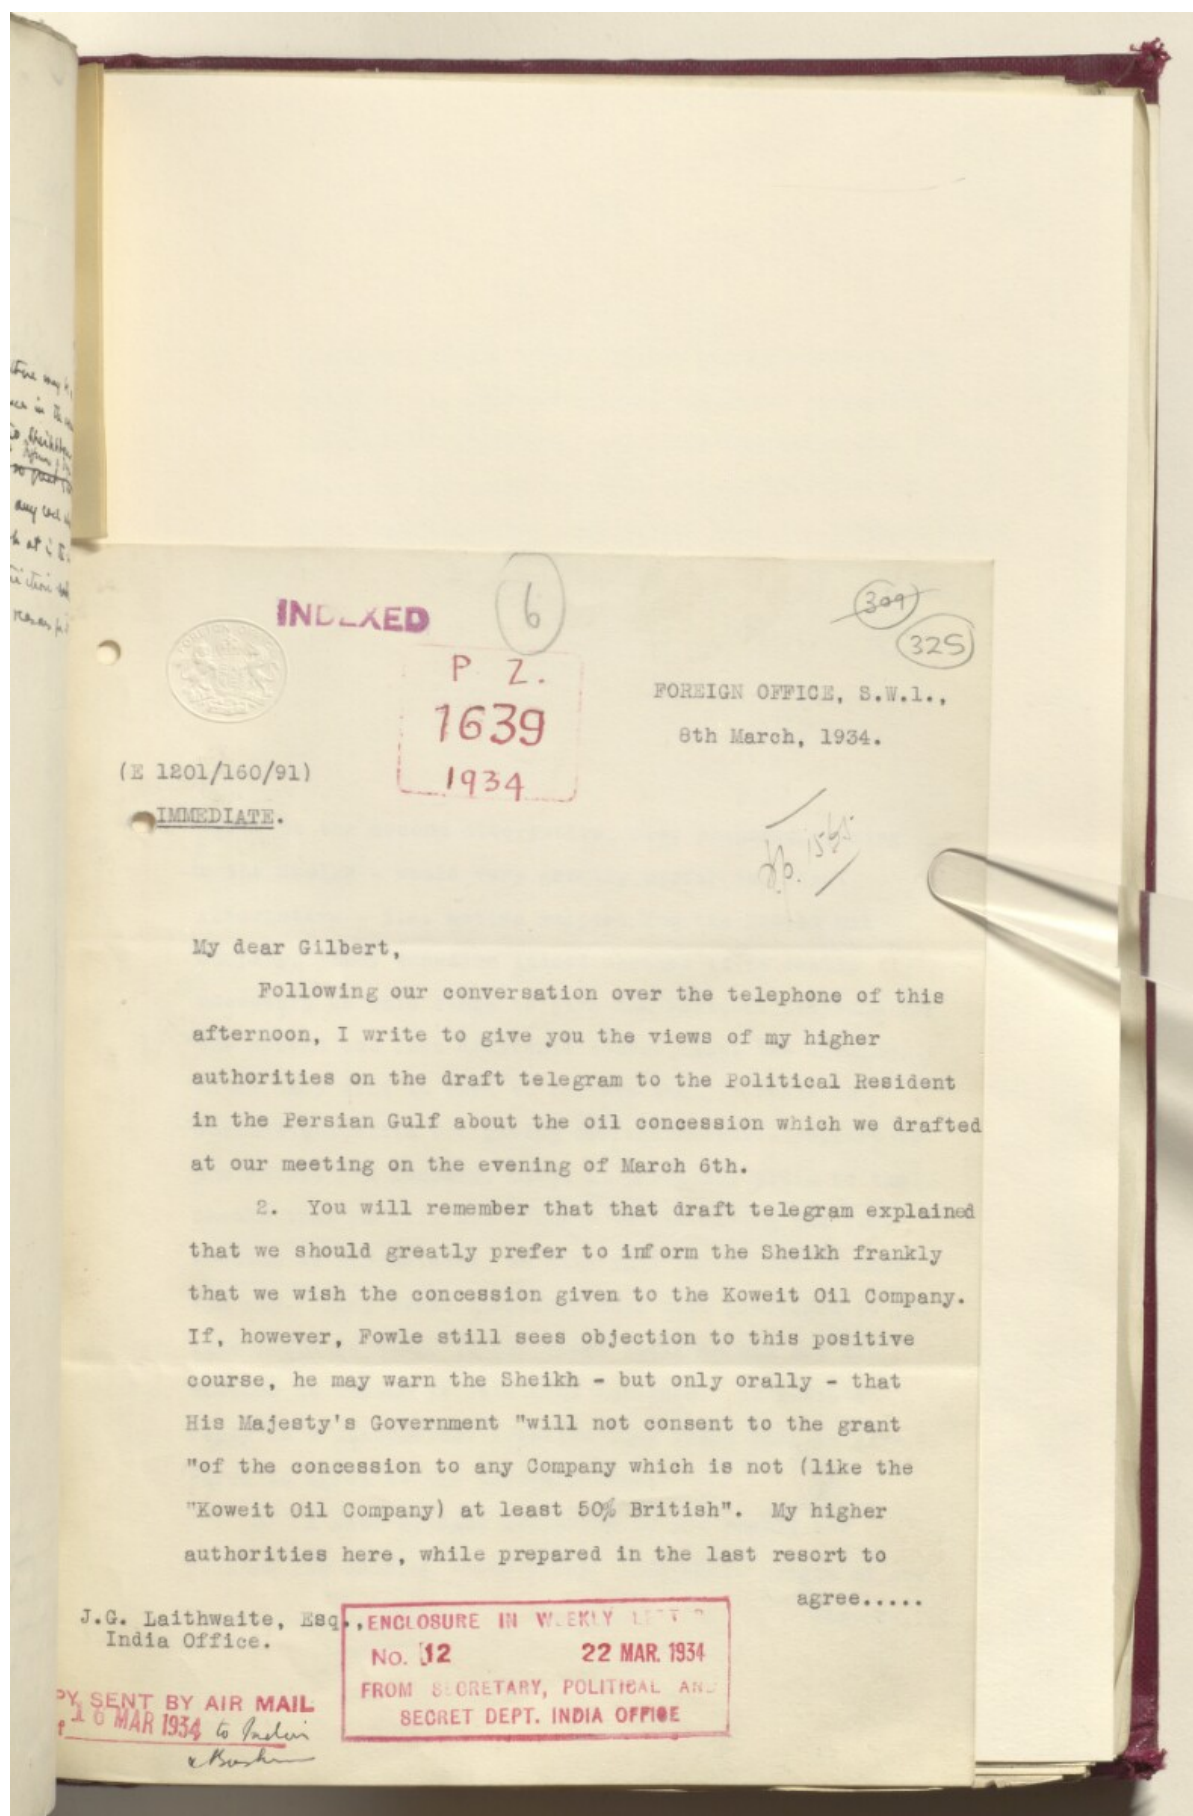 INDEXED
6
309
325
P Z.
1639
1934
FOREIGN OFFICE, S.W.1.,
8th March, 1934.
(E 1201/160/91)
IMMEDIATE.
My dear Gilbert,
Following our conversation over the telephone of this
afternoon, I write to give you the views of my higher
authorities on the draft telegram to the Political Resident
in the Persian Gulf about the oil concession which we drafted
at our meeting on the evening of March 6th.
2. You will remember that that draft telegram explained
that we should greatly prefer to inform the Sheikh frankly
that we wish the concession given to the Koweit Oil Company.
If, however, Fowle still sees objection to this positive
course, he may warn the Sheikh - but only orally - that
His Majesty's Government "will not consent to the grant
"of the concession to any Company which is not (like the
"Koweit Oil Company) at least 50% British". My higher
authorities here, while prepared in the last resort to
agree.....
J.G. Laithwaite, Esq.,
India Office.
ENCLOSURE IN WEEKLY LETTER
No. 12 22 MAR. 1934
FROM SECRETARY, POLITICAL AND
SECRET DEPT. INDIA OFFICE
PY SENT BY AIR MAIL
16 MAR 1934 to India